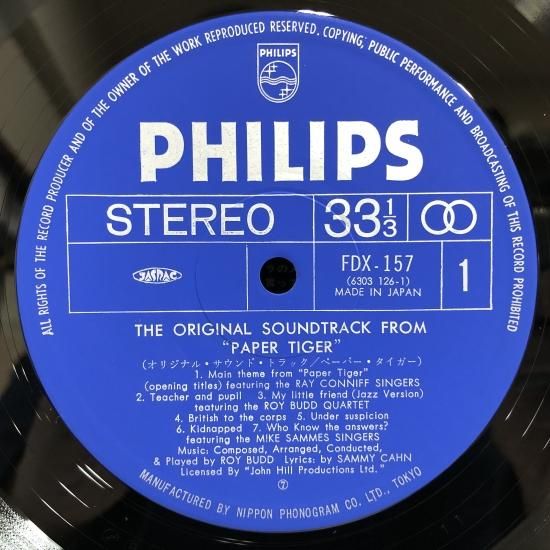 ALL RIGHTS OF THE RECORD PRODUCER AND OF THE OWNER OF THE WORK REPRODUCED RESERVED. COPYING, PUBLIC PERFORMANCE AND BROADCASTING OF THIS RECORD PROHIBITED
PHILIPS
PHILIPS
STEREO 33 1/3
JASRAC
FDX-157
(6303 126-1)
MADE IN JAPAN
1
THE ORIGINAL SOUNDTRACK FROM
"PAPER TIGER"
(オリジナル・サウンド・トラック／ペーパー・タイガー)
1. Main theme from "Paper Tiger"
(opening titles) featuring the RAY CONNIFF SINGERS
2. Teacher and pupil 3. My little friend (Jazz Version)
featuring the ROY BUDD QUARTET
4. British to the corps 5. Under suspicion
6. Kidnapped 7. Who Know the answers?
featuring the MIKE SAMMES SINGERS
Music: Composed, Arranged, Conducted,
& Played by ROY BUDD Lyrics: by SAMMY CAHN
Licensed By "John Hill Productions Ltd."
⑦
MANUFACTURED BY NIPPON PHONOGRAM CO. LTD., TOKYO